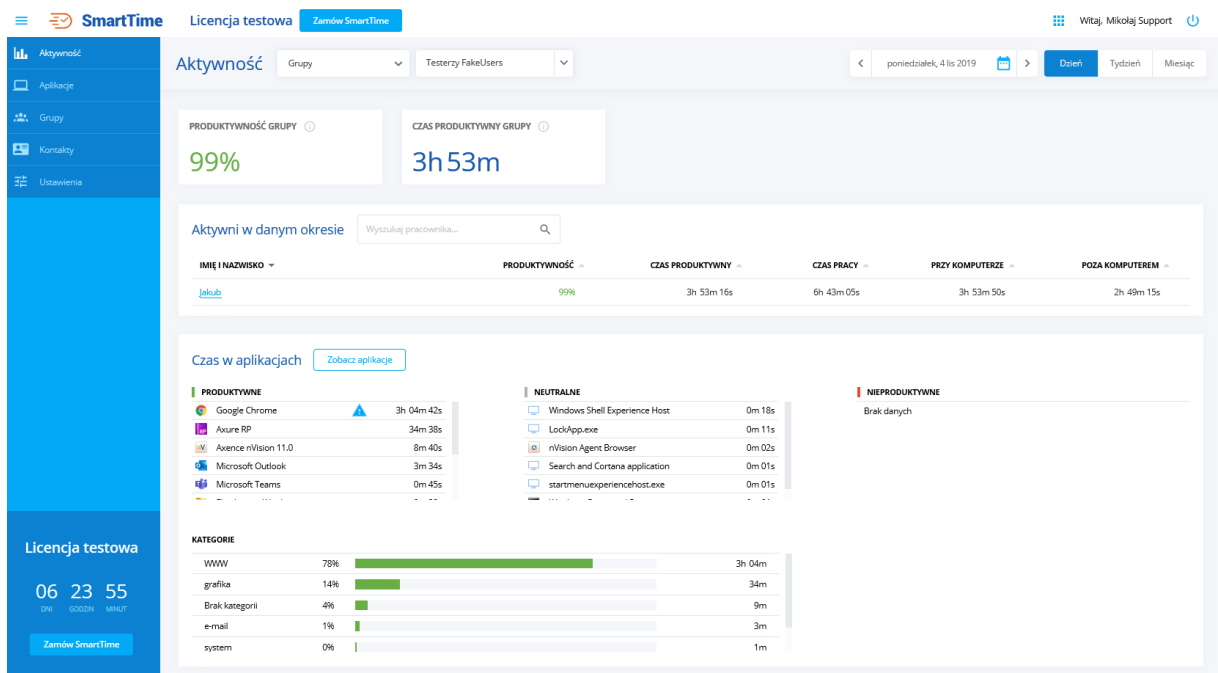 SmartTime Licencja testowa Zamów SmartTime Witaj, Mikołaj Support
Aktywność
Aplikacje
Grupy
Kontakty
Ustawienia
Aktywność Grupy Testerzy FakeUsers poniedziałek, 4 lis 2019 Dzień Tydzień Miesiąc
PRODUKTYWNOŚĆ GRUPY
99%
CZAS PRODUKTYWNY GRUPY
3h 53m
Aktywni w danym okresie Wyszukaj pracownika...
IMIĘ I NAZWISKO PRODUKTYWNOŚĆ CZAS PRODUKTYWNY CZAS PRACY PRZY KOMPUTERZE POZA KOMPUTEREM
Jakub 99% 3h 53m 16s 6h 43m 05s 3h 53m 50s 2h 49m 15s
Czas w aplikacjach Zobacz aplikacje
PRODUKTYWNE
Google Chrome 3h 04m 42s
Axure RP 34m 38s
Axence nVision 11.0 8m 40s
Microsoft Outlook 3m 34s
Microsoft Teams 0m 45s
NEUTRALNE
Windows Shell Experience Host 0m 18s
LockApp.exe 0m 11s
nVision Agent Browser 0m 02s
Search and Cortana application 0m 01s
startmenuexperiencehost.exe 0m 01s
NIEPRODUKTYWNE
Brak danych
KATEGORIE
WWW 78% 3h 04m
grafika 14% 34m
Brak kategorii 4% 9m
e-mail 1% 3m
system 0% 1m
Licencja testowa
06 23 55
DNI GODZIN MINUT
Zamów SmartTime